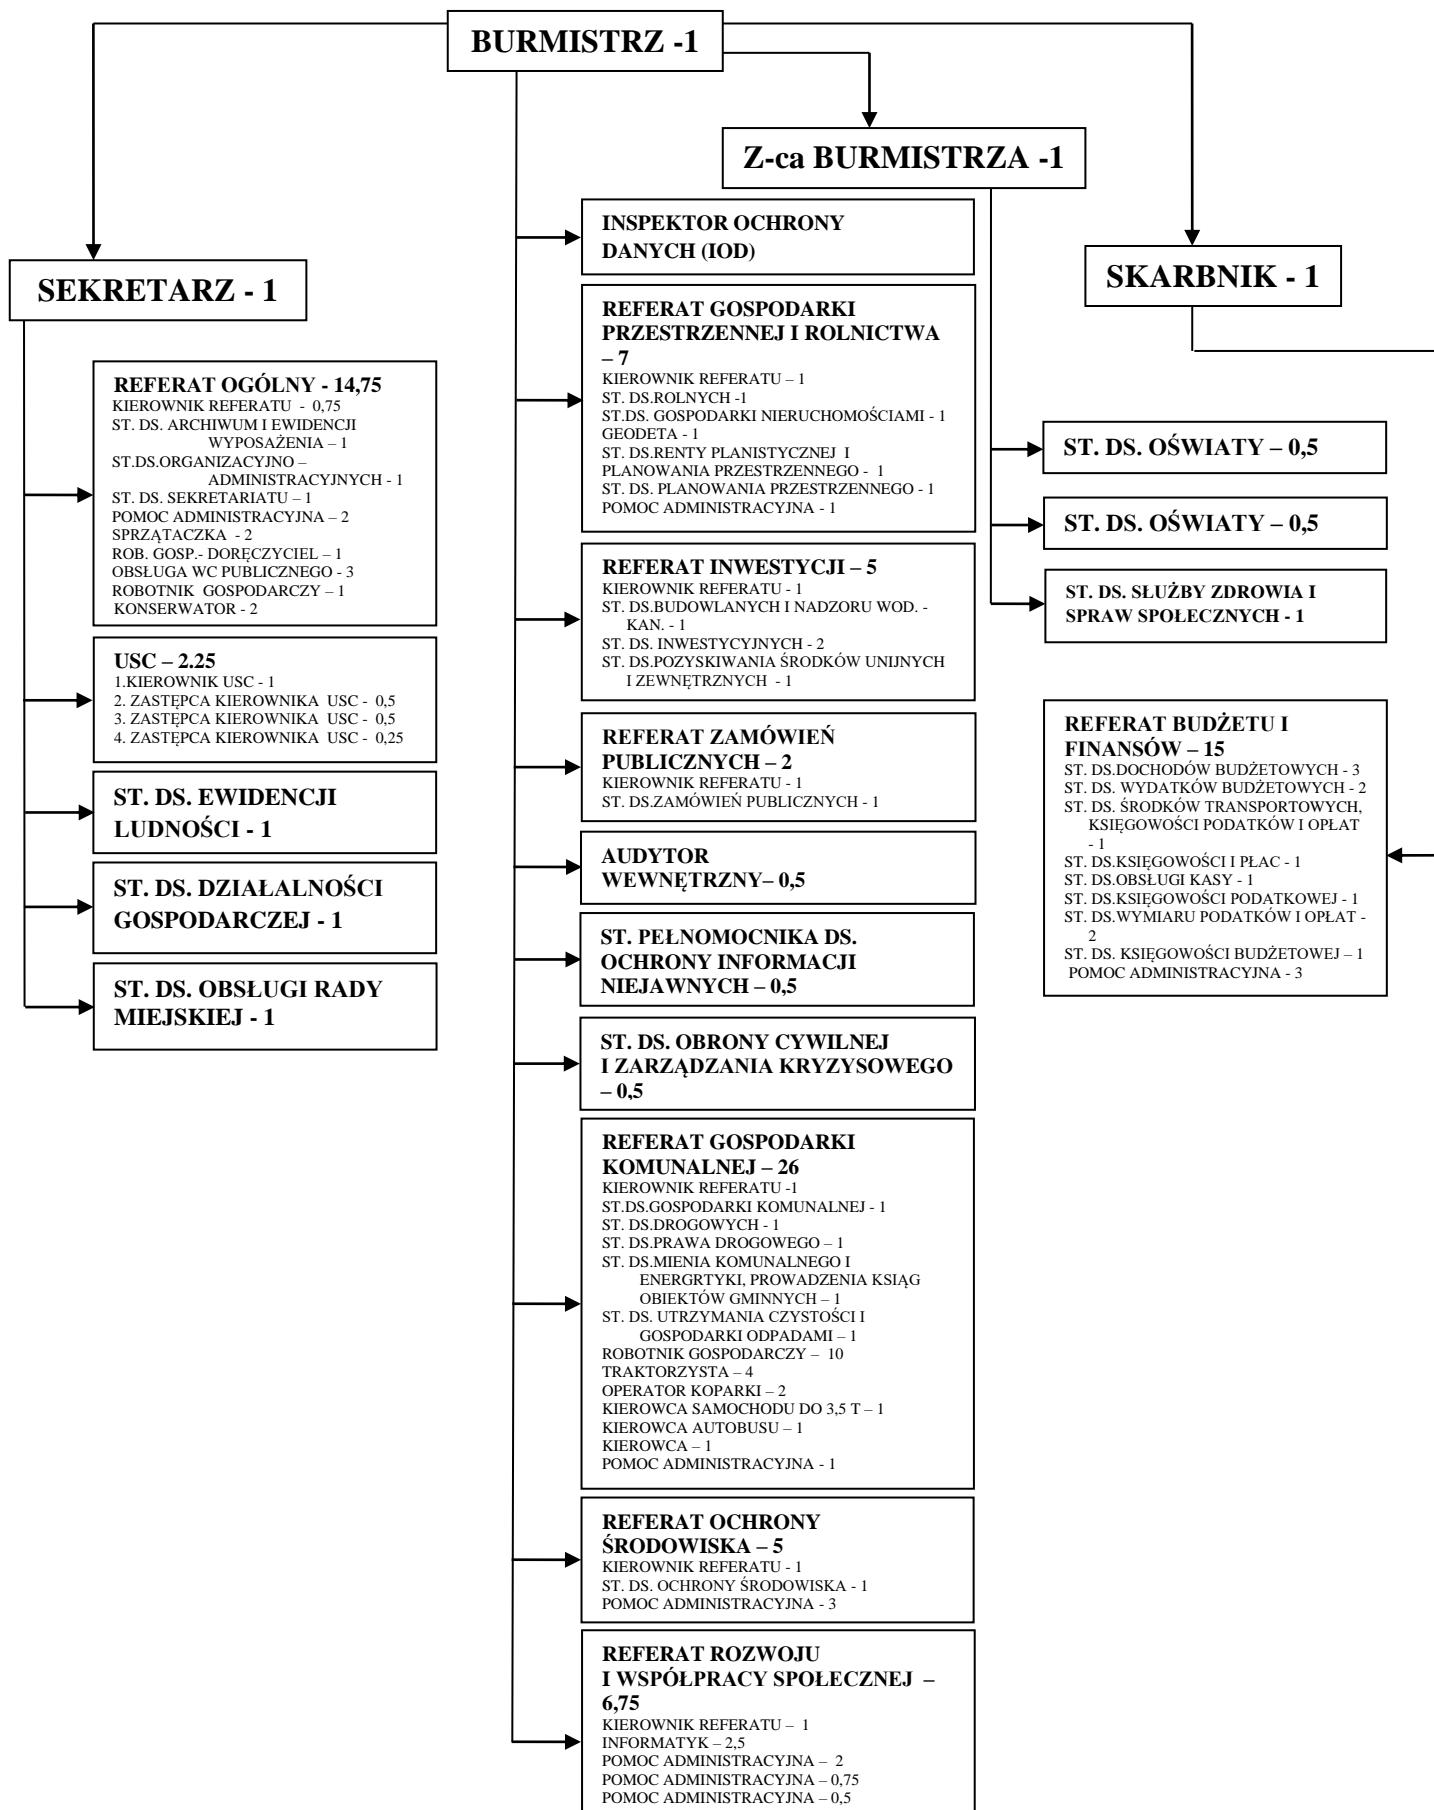 BURMISTRZ -1
Z-ca BURMISTRZA -1
SEKRETARZ - 1
SKARBNIK - 1
REFERAT OGÓLNY - 14,75
KIEROWNIK REFERATU - 0,75
ST. DS. ARCHIWUM I EWIDENCJI
WYPOSAŻENIA – 1
ST.DS.ORGANIZACYJNO –
ADMINISTRACYJNYCH - 1
ST. DS. SEKRETARIATU – 1
POMOC ADMINISTRACYJNA – 2
SPRZĄTACZKA - 2
ROB. GOSP.- DORĘCZYCIEL – 1
OBSŁUGA WC PUBLICZNEGO - 3
ROBOTNIK GOSPODARCZY – 1
KONSERWATOR - 2
USC – 2.25
1.KIEROWNIK USC - 1
2. ZASTĘPCA KIEROWNIKA USC - 0,5
3. ZASTĘPCA KIEROWNIKA USC - 0,5
4. ZASTĘPCA KIEROWNIKA USC - 0,25
ST. DS. EWIDENCJI
LUDNOŚCI - 1
ST. DS. DZIAŁALNOŚCI
GOSPODARCZEJ - 1
ST. DS. OBSŁUGI RADY
MIEJSKIEJ - 1
INSPEKTOR OCHRONY
DANYCH (IOD)
REFERAT GOSPODARKI
PRZESTRZENNEJ I ROLNICTWA
– 7
KIEROWNIK REFERATU – 1
ST. DS.ROLNYCH -1
ST.DS. GOSPODARKI NIERUCHOMOŚCIAMI - 1
GEODETA - 1
ST. DS.RENTY PLANISTYCZNEJ I
PLANOWANIA PRZESTRZENNEGO - 1
ST. DS. PLANOWANIA PRZESTRZENNEGO - 1
POMOC ADMINISTRACYJNA - 1
REFERAT INWESTYCJI – 5
KIEROWNIK REFERATU - 1
ST. DS.BUDOWLANYCH I NADZORU WOD. -
KAN. - 1
ST. DS. INWESTYCYJNYCH - 2
ST. DS.POZYSKIWANIA ŚRODKÓW UNIJNYCH
I ZEWNĘTRZNYCH - 1
REFERAT ZAMÓWIEŃ
PUBLICZNYCH – 2
KIEROWNIK REFERATU - 1
ST. DS.ZAMÓWIEŃ PUBLICZNYCH - 1
AUDYTOR
WEWNĘTRZNY– 0,5
ST. PEŁNOMOCNIKA DS.
OCHRONY INFORMACJI
NIEJAWNYCH – 0,5
ST. DS. OBRONY CYWILNEJ
I ZARZĄDZANIA KRYZYSOWEGO
– 0,5
REFERAT GOSPODARKI
KOMUNALNEJ – 26
KIEROWNIK REFERATU -1
ST.DS.GOSPODARKI KOMUNALNEJ - 1
ST. DS.DROGOWYCH - 1
ST. DS.PRAWA DROGOWEGO – 1
ST. DS.MIENIA KOMUNALNEGO I
ENERGRTYKI, PROWADZENIA KSIĄG
OBIEKTÓW GMINNYCH – 1
ST. DS. UTRZYMANIA CZYSTOŚCI I
GOSPODARKI ODPADAMI – 1
ROBOTNIK GOSPODARCZY – 10
TRAKTORZYSTA – 4
OPERATOR KOPARKI – 2
KIEROWCA SAMOCHODU DO 3,5 T – 1
KIEROWCA AUTOBUSU – 1
KIEROWCA – 1
POMOC ADMINISTRACYJNA - 1
REFERAT OCHRONY
ŚRODOWISKA – 5
KIEROWNIK REFERATU - 1
ST. DS. OCHRONY ŚRODOWISKA - 1
POMOC ADMINISTRACYJNA - 3
REFERAT ROZWOJU
I WSPÓŁPRACY SPOŁECZNEJ –
6,75
KIEROWNIK REFERATU – 1
INFORMATYK – 2,5
POMOC ADMINISTRACYJNA – 2
POMOC ADMINISTRACYJNA – 0,75
POMOC ADMINISTRACYJNA – 0,5
ST. DS. OŚWIATY – 0,5
ST. DS. OŚWIATY – 0,5
ST. DS. SŁUŻBY ZDROWIA I
SPRAW SPOŁECZNYCH - 1
REFERAT BUDŻETU I
FINANSÓW – 15
ST. DS.DOCHODÓW BUDŻETOWYCH - 3
ST. DS. WYDATKÓW BUDŻETOWYCH - 2
ST. DS. ŚRODKÓW TRANSPORTOWYCH,
KSIĘGOWOŚCI PODATKÓW I OPŁAT
- 1
ST. DS.KSIĘGOWOŚCI I PŁAC - 1
ST. DS.OBSŁUGI KASY - 1
ST. DS.KSIĘGOWOŚCI PODATKOWEJ - 1
ST. DS.WYMIARU PODATKÓW I OPŁAT -
2
ST. DS. KSIĘGOWOŚCI BUDŻETOWEJ – 1
POMOC ADMINISTRACYJNA - 3